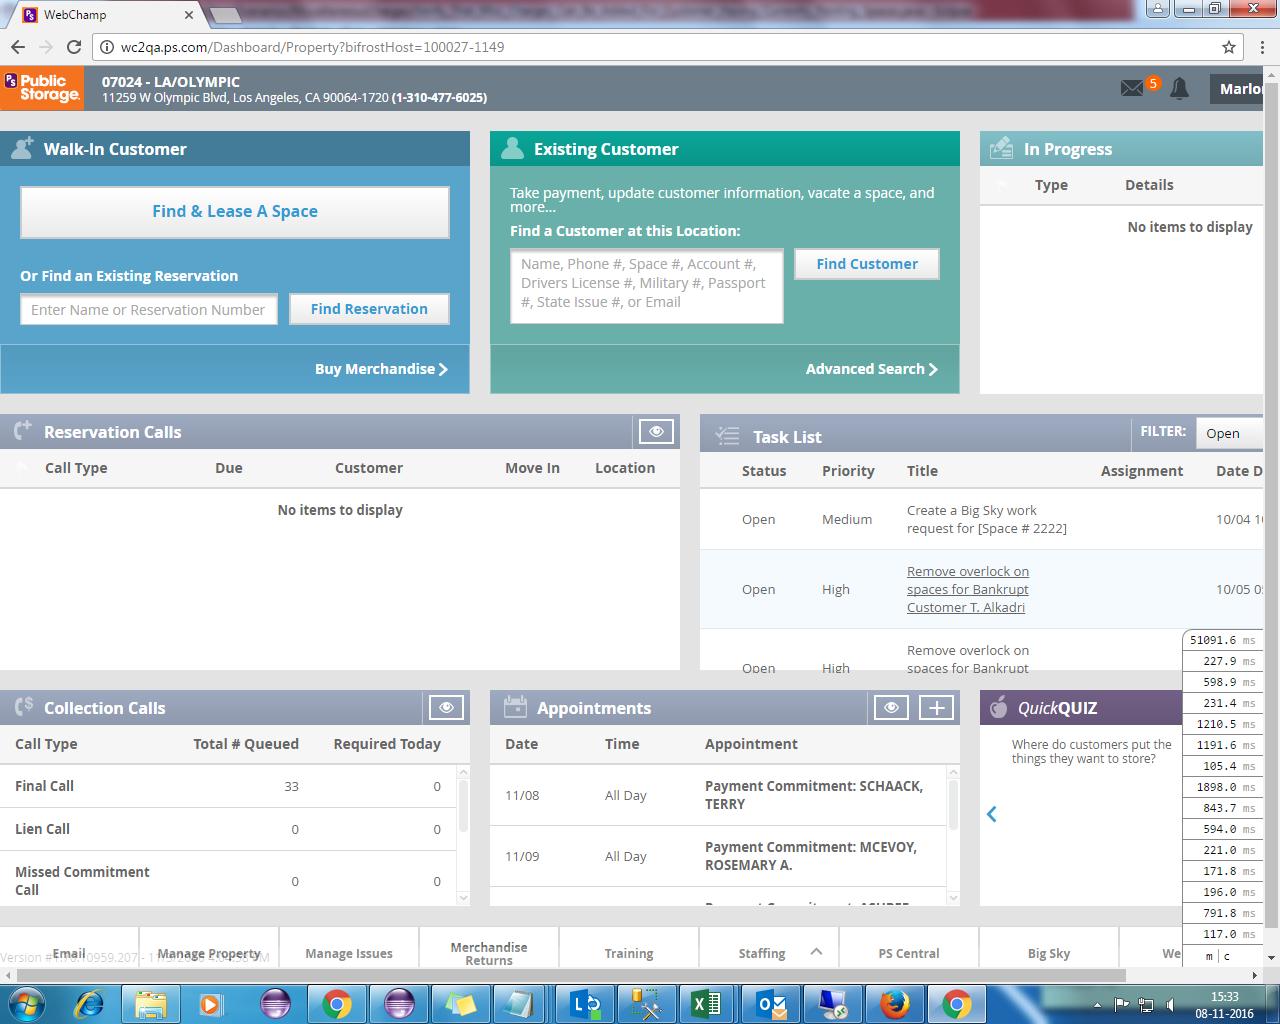 WebChamp
wc2qa.ps.com/Dashboard/Property?bifrostHost=100027-1149
PS Public Storage.
07024 - LA/OLYMPIC
11259 W Olympic Blvd, Los Angeles, CA 90064-1720 (1-310-477-6025)
5
Marlo
Walk-In Customer
Find & Lease A Space
Or Find an Existing Reservation
Enter Name or Reservation Number
Find Reservation
Buy Merchandise
Existing Customer
Take payment, update customer information, vacate a space, and
more...
Find a Customer at this Location:
Name, Phone #, Space #, Account #,
Drivers License #, Military #, Passport
#, State Issue #, or Email
Find Customer
Advanced Search
In Progress
Type Details
No items to display
Reservation Calls
Call Type Due Customer Move In Location
No items to display
Task List
FILTER: Open
Status Priority Title Assignment Date D
Open Medium Create a Big Sky work
request for [Space # 2222] 10/04
Open High Remove overlock on
spaces for Bankrupt
Customer T. Alkadri 10/05
Open High Remove overlock on
spaces for Bankrupt
Collection Calls
Call Type Total # Queued Required Today
Final Call 33 0
Lien Call 0 0
Missed Commitment
Call 0 0
Appointments
Date Time Appointment
11/08 All Day Payment Commitment: SCHAACK,
TERRY
11/09 All Day Payment Commitment: MCEVOY,
ROSEMARY A.
QuickQUIZ
Where do customers put the
things they want to store?
51091.6 ms
227.9 ms
598.9 ms
231.4 ms
1210.5 ms
1191.6 ms
105.4 ms
1898.0 ms
843.7 ms
594.0 ms
221.0 ms
171.8 ms
196.0 ms
791.8 ms
117.0 ms
m | c
Email
Manage Property
Manage Issues
Merchandise
Returns
Training
Staffing
PS Central
Big Sky
We
15:33
08-11-2016